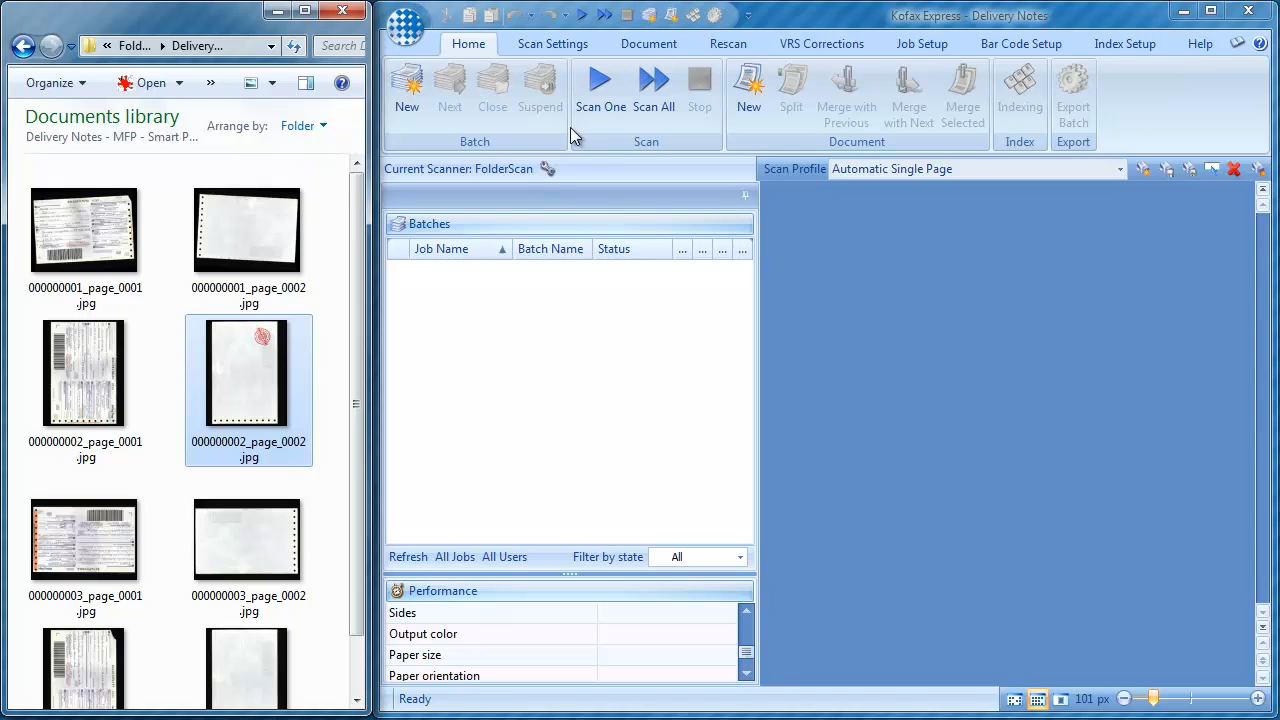 Fold...
Delivery...
Search D
Organize
Open
Documents library
Delivery Notes - MFP - Smart P...
Arrange by:
Folder
000000001_page_0001
.jpg
000000001_page_0002
.jpg
000000002_page_0001
.jpg
000000002_page_0002
.jpg
000000003_page_0001
.jpg
000000003_page_0002
.jpg
Kofax Express - Delivery Notes
Home
Scan Settings
Document
Rescan
VRS Corrections
Job Setup
Bar Code Setup
Index Setup
Help
New
Next
Close
Suspend
Batch
Scan One
Scan All
Stop
Scan
New
Split
Merge with
Previous
Merge
with Next
Merge
Selected
Document
Indexing
Index
Export
Batch
Export
Current Scanner: FolderScan
Scan Profile
Automatic Single Page
Batches
Job Name
Batch Name
Status
...
...
...
...
Refresh
All Jobs
All Users
Filter by state
All
Performance
Sides
Output color
Paper size
Paper orientation
Ready
101 px